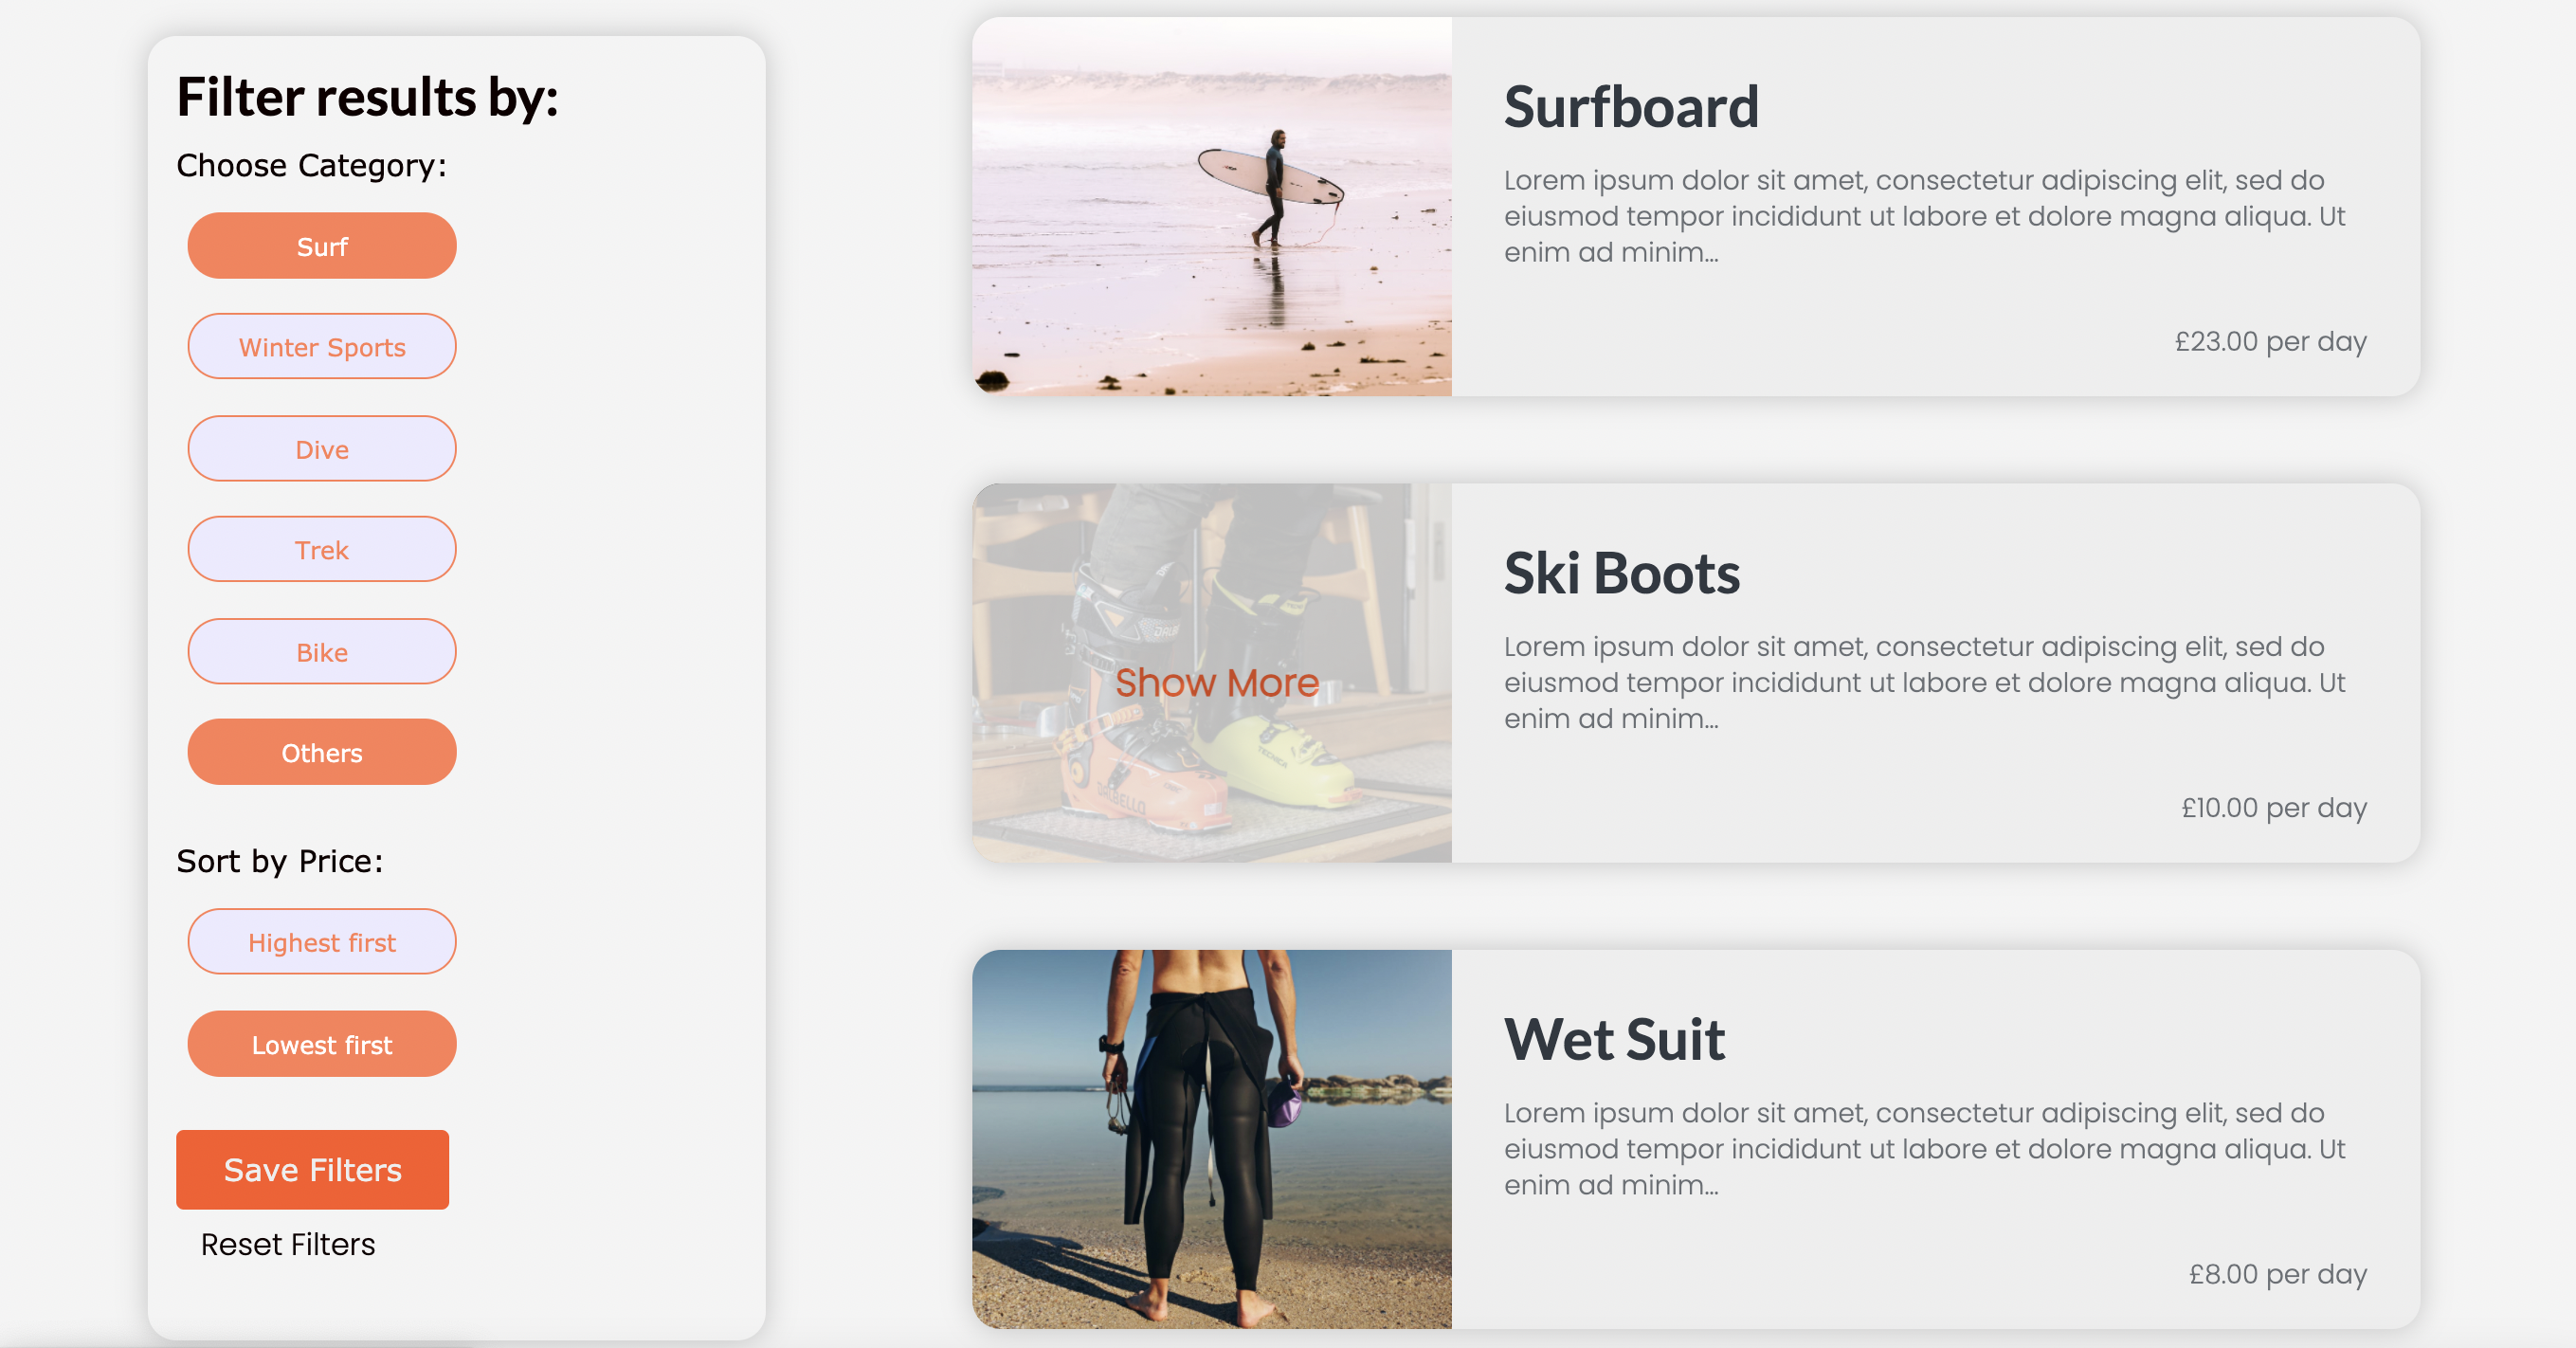 Filter results by:
Choose Category:
Surf
Winter Sports
Dive
Trek
Bike
Others
Sort by Price:
Highest first
Lowest first
Save Filters
Reset Filters
Surfboard
Lorem ipsum dolor sit amet, consectetur adipiscing elit, sed do
eiusmod tempor incididunt ut labore et dolore magna aliqua. Ut
enim ad minim...
£23.00 per day
Show More
DALBELLO
TECNICA
Ski Boots
Lorem ipsum dolor sit amet, consectetur adipiscing elit, sed do
eiusmod tempor incididunt ut labore et dolore magna aliqua. Ut
enim ad minim...
£10.00 per day
Wet Suit
Lorem ipsum dolor sit amet, consectetur adipiscing elit, sed do
eiusmod tempor incididunt ut labore et dolore magna aliqua. Ut
enim ad minim...
£8.00 per day